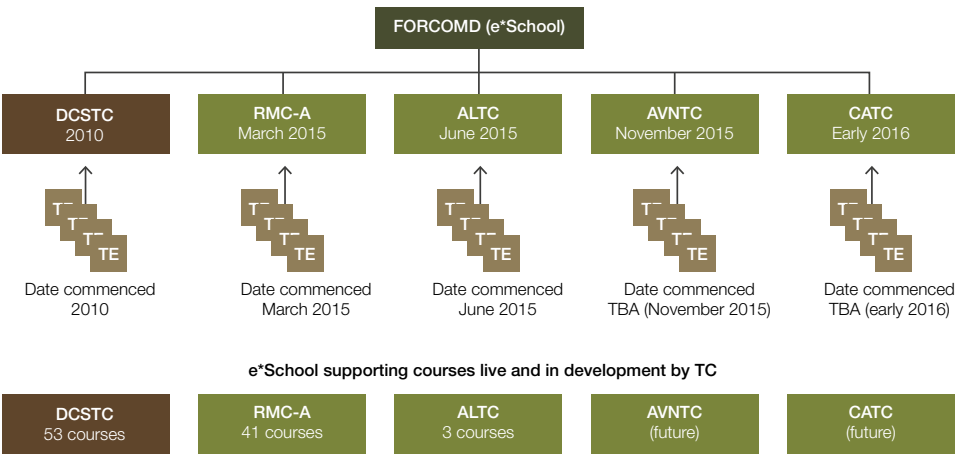 FORCOMD (e*School)
DCSTC
2010
RMC-A
March 2015
ALTC
June 2015
AVNTC
November 2015
CATC
Early 2016
TE
TE
TE
TE
TE
Date commenced
2010
Date commenced
March 2015
Date commenced
June 2015
Date commenced
TBA (November 2015)
Date commenced
TBA (early 2016)
e*School supporting courses live and in development by TC
DCSTC
53 courses
RMC-A
41 courses
ALTC
3 courses
AVNTC
(future)
CATC
(future)